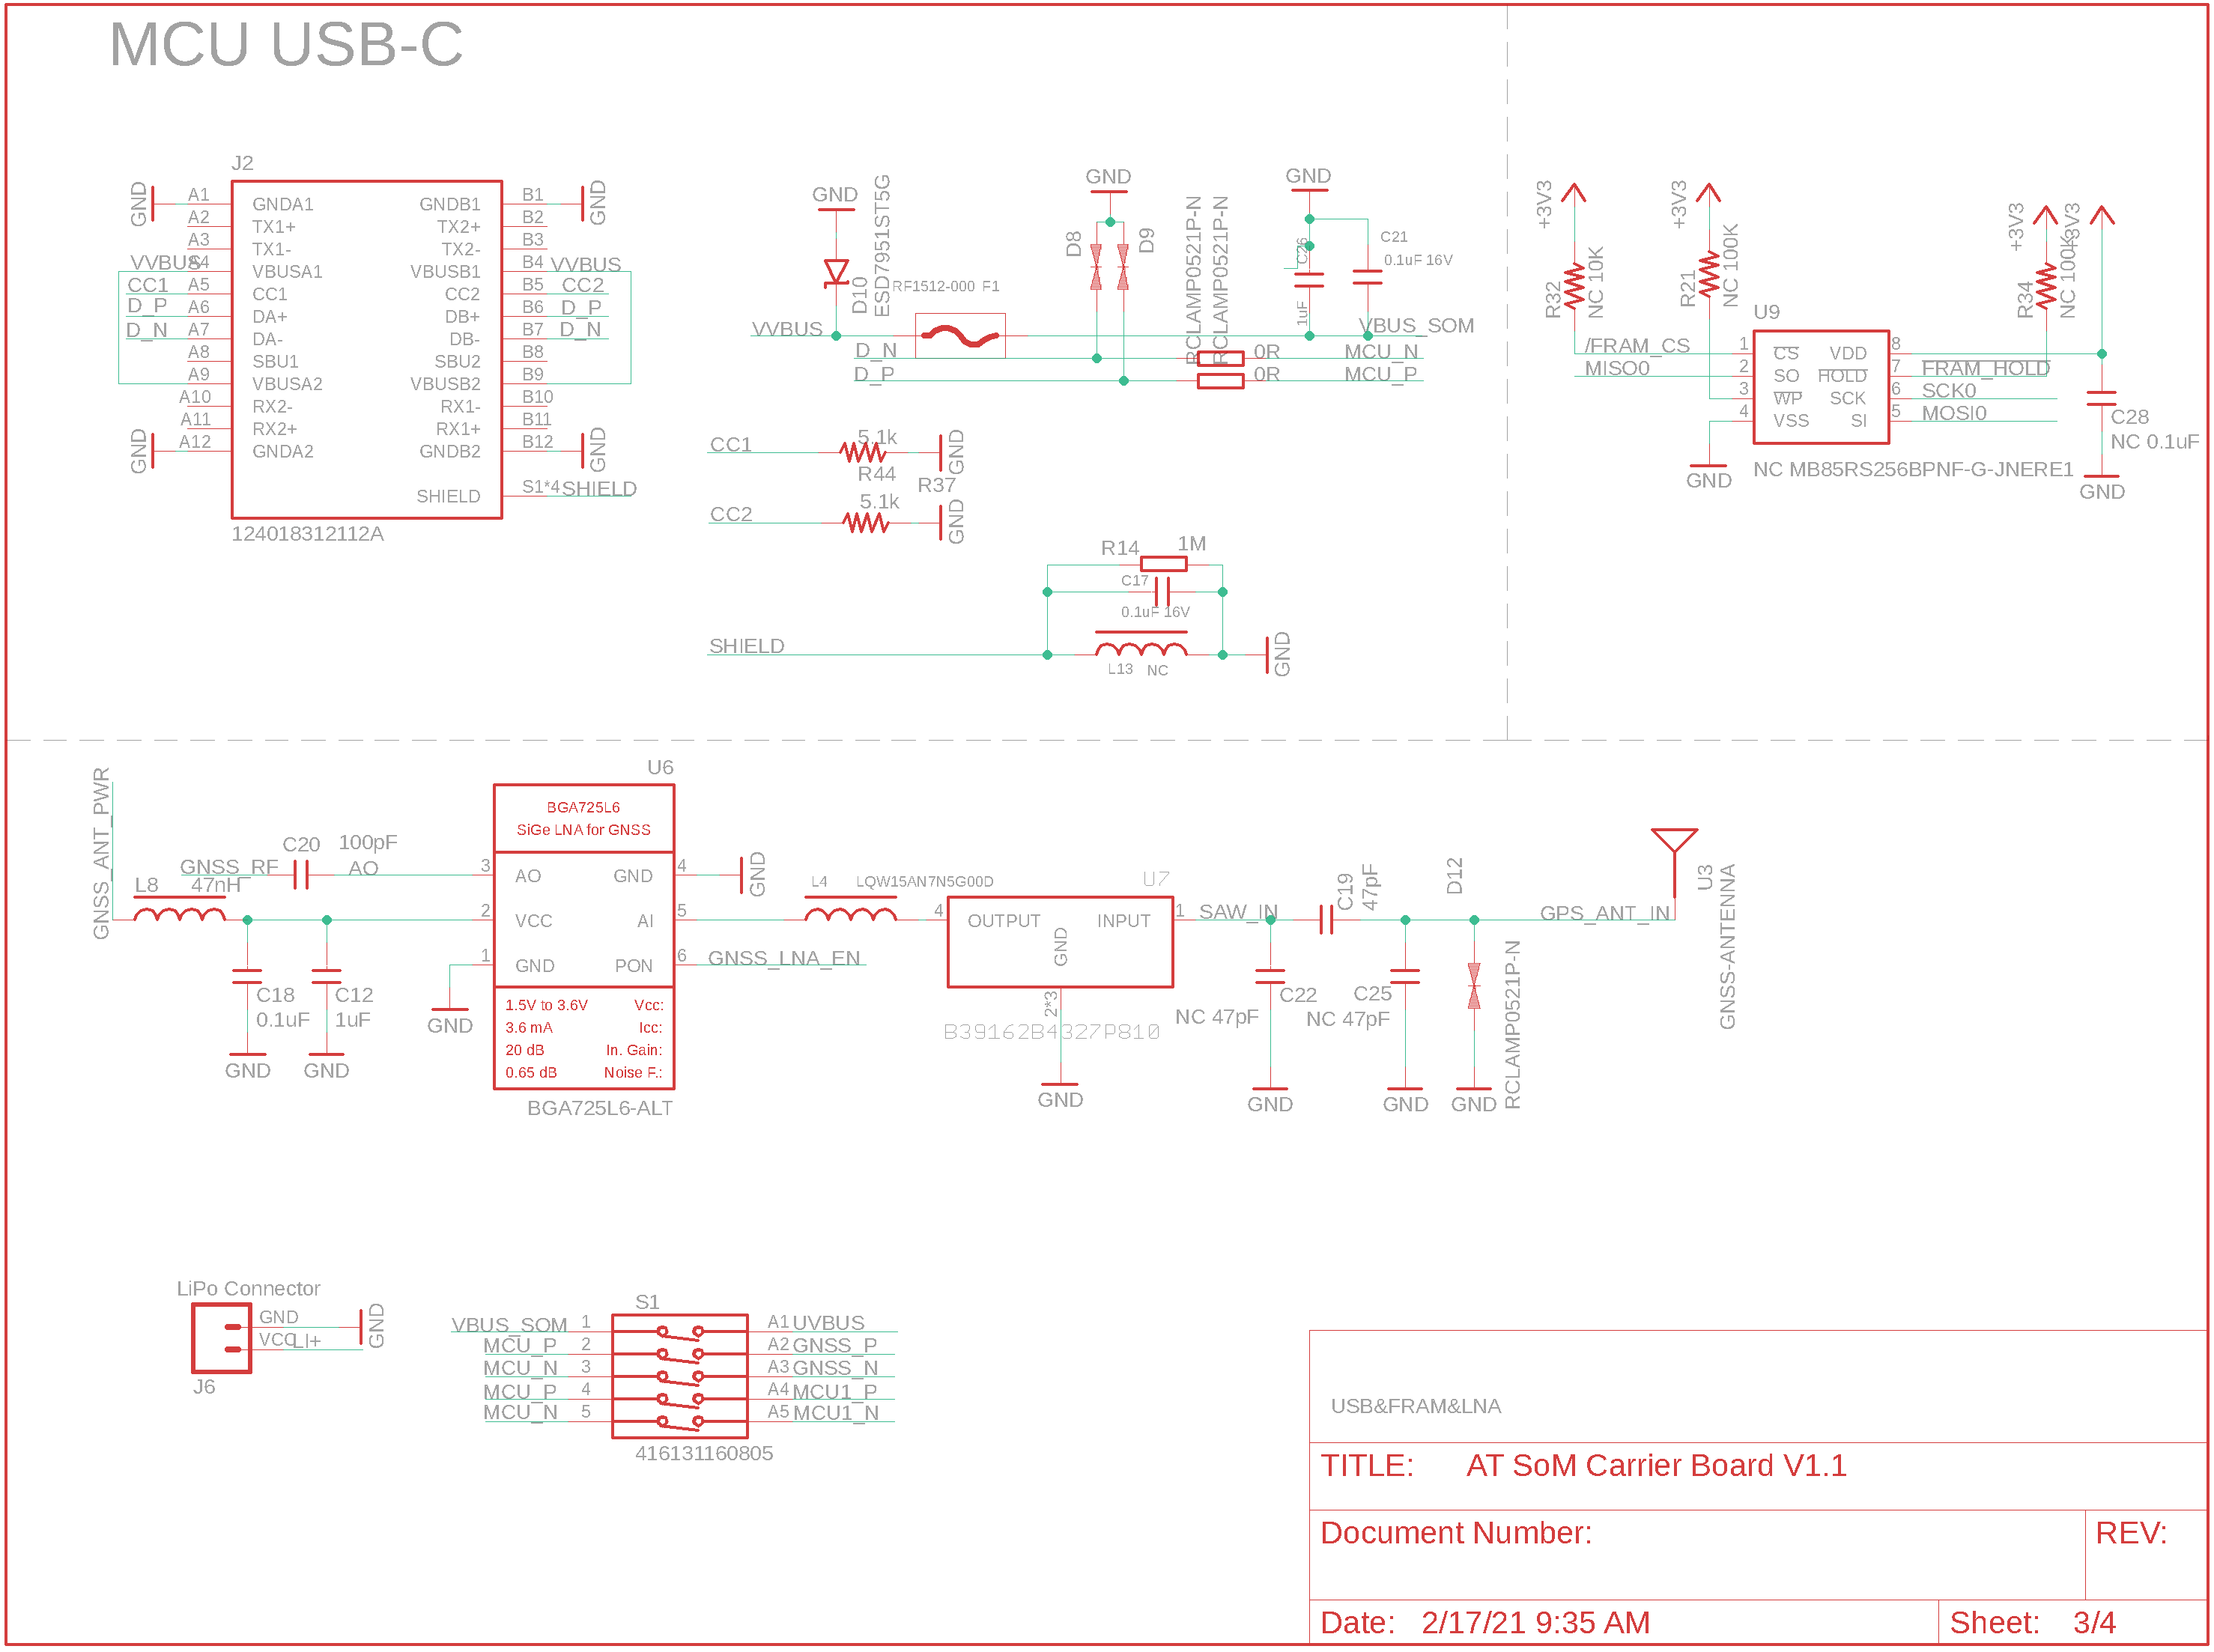 MCU USB-C
J2
GND A1 GNDA1 GNDB1 B1 GND
A2 TX1+ TX2+ B2
A3 TX1- TX2- B3
VVBUS A4 VBUSA1 VBUSB1 B4 VVBUS
CC1 A5 CC1 CC2 B5 CC2
D_P A6 DA+ DB+ B6 D_P
D_N A7 DA- DB- B7 D_N
A8 SBU1 SBU2 B8
A9 VBUSA2 VBUSB2 B9
A10 RX2- RX1- B10
A11 RX2+ RX1+ B11
GND A12 GNDA2 GNDB2 B12 GND
SHIELD S1*4 SHIELD
124018312112A
GND
D10
ESD7951ST5G
RF1512-000 F1
VVBUS
GND
D8
D9
RCLAMP0521P-N
RCLAMP0521P-N
GND
C26
1uF
C21
0.1uF 16V
VBUS_SOM
D_N 0R MCU_N
D_P 0R MCU_P
CC1 5.1k GND
R44
R37
CC2 5.1k GND
R14 1M
C17
0.1uF 16V
SHIELD GND
L13 NC
+3V3
R32
NC 10K
+3V3
R21
NC 100K
+3V3
R34
NC 100K
+3V3
U9
/FRAM_CS 1 CS VDD 8
MISO0 2 SO HOLD 7 FRAM_HOLD
3 WP SCK 6 SCK0
4 VSS SI 5 MOSI0
GND
NC MB85RS256BPNF-G-JNERE1
C28
NC 0.1uF
GND
GNSS_ANT_PWR
GNSS_RF C20 100pF
AO
L8 47nH
C18
0.1uF
GND
C12
1uF
GND
U6
BGA725L6
SiGe LNA for GNSS
3 AO GND 4 GND
2 VCC AI 5
1 GND PON 6 GNSS_LNA_EN
GND
1.5V to 3.6V Vcc:
3.6 mA Icc:
20 dB In. Gain:
0.65 dB Noise F.:
BGA725L6-ALT
L4 LQW15AN7N5G00D
U7
4 OUTPUT INPUT 1 SAW_IN
GND
2*3
B39162B4327P810
GND
C19
47pF
C22
NC 47pF
GND
C25
NC 47pF
GND
D12
RCLAMP0521P-N
GND
GPS_ANT_IN
U3
GNSS-ANTENNA
LiPo Connector
GND GND
VCC LI+
J6
S1
VBUS_SOM 1 A1 UVBUS
MCU_P 2 A2 GNSS_P
MCU_N 3 A3 GNSS_N
MCU_P 4 A4 MCU1_P
MCU_N 5 A5 MCU1_N
416131160805
USB&FRAM&LNA
TITLE: AT SoM Carrier Board V1.1
Document Number: REV:
Date: 2/17/21 9:35 AM Sheet: 3/4